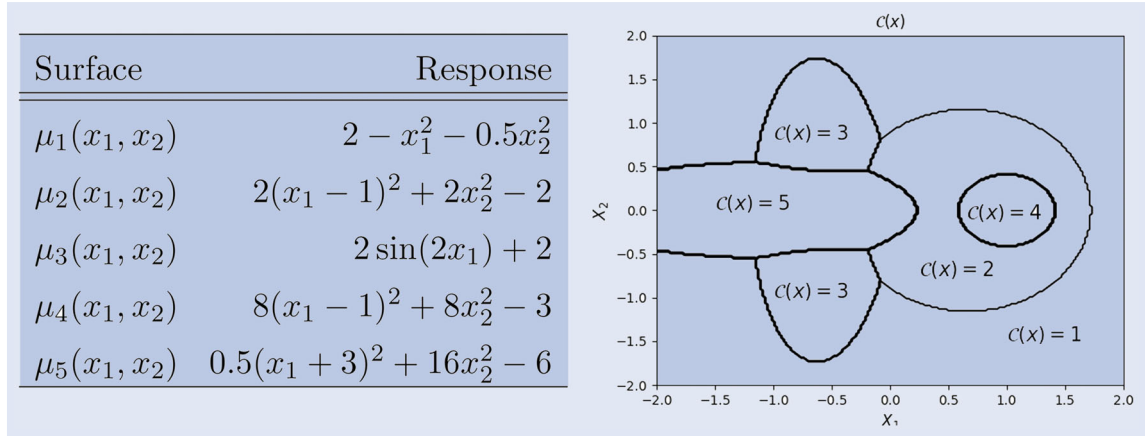 Surface Response
μ₁(x₁, x₂) 2 − x₁² − 0.5x₂²
μ₂(x₁, x₂) 2(x₁ − 1)² + 2x₂² − 2
μ₃(x₁, x₂) 2 sin(2x₁) + 2
μ₄(x₁, x₂) 8(x₁ − 1)² + 8x₂² − 3
μ₅(x₁, x₂) 0.5(x₁ + 3)² + 16x₂² − 6
𝒞(x)
2.0
1.5
1.0
0.5
0.0
−0.5
−1.0
−1.5
−2.0
X₂
𝒞(x) = 3
𝒞(x) = 5
𝒞(x) = 4
𝒞(x) = 2
𝒞(x) = 3
𝒞(x) = 1
−2.0 −1.5 −1.0 −0.5 0.0 0.5 1.0 1.5 2.0
X₁